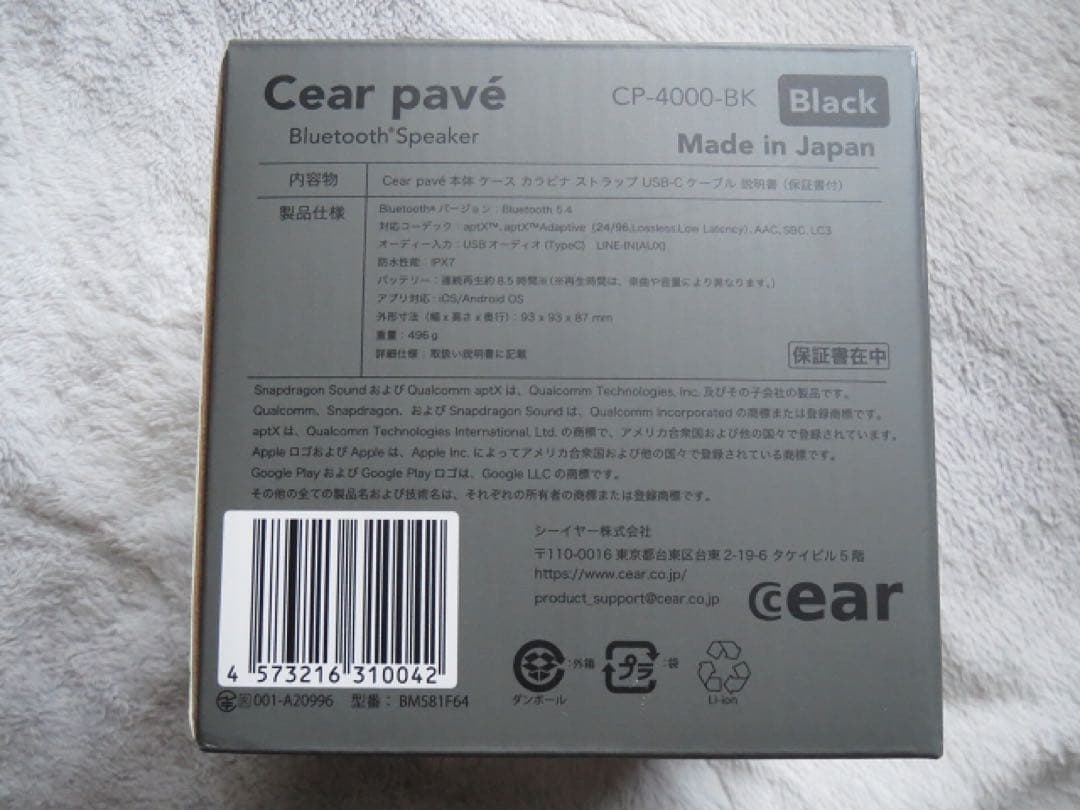 Cear pavé
CP-4000-BK Black
Bluetooth®Speaker
Made in Japan
内容物 Cear pavé 本体 ケース カラビナ ストラップ USB-C ケーブル 説明書 (保証書付)
製品仕様 Bluetooth® バージョン : Bluetooth 5.4
対応コーデック : aptX™, aptX™Adaptive (24/96,Lossless,Low Latency), AAC, SBC, LC3
オーディー入力 : USB オーディオ (TypeC) LINE-IN(AUX)
防水性能 : IPX7
バッテリー : 連続再生約 8.5 時間※(※再生時間は、楽曲や音量により異なります。)
アプリ対応 : iOS/Android OS
外形寸法 (幅 x 高さ x 奥行) : 93 x 93 x 87 mm
重量 : 496 g
詳細仕様 : 取扱い説明書に記載
保証書在中
Snapdragon Sound および Qualcomm aptX は、Qualcomm Technologies, Inc. 及びその子会社の製品です。
Qualcomm、Snapdragon、および Snapdragon Sound は、Qualcomm Incorporated の商標または登録商標です。
aptX は、Qualcomm Technologies International, Ltd. の商標で、アメリカ合衆国および他の国々で登録されています。
Apple ロゴおよび Apple は、Apple Inc. によってアメリカ合衆国および他の国々で登録されている商標です。
Google Play および Google Play ロゴは、Google LLC の商標です。
その他の全ての製品名および技術名は、それぞれの所有者の商標または登録商標です。
シーイヤー株式会社
〒110-0016 東京都台東区台東 2-19-6 タケイビル 5 階
https://www.cear.co.jp/
product_support@cear.co.jp
cear
4 573216 310042
001-A20996 型番： BM581F64
:外箱
ダンボール
プラ :袋
Li-ion